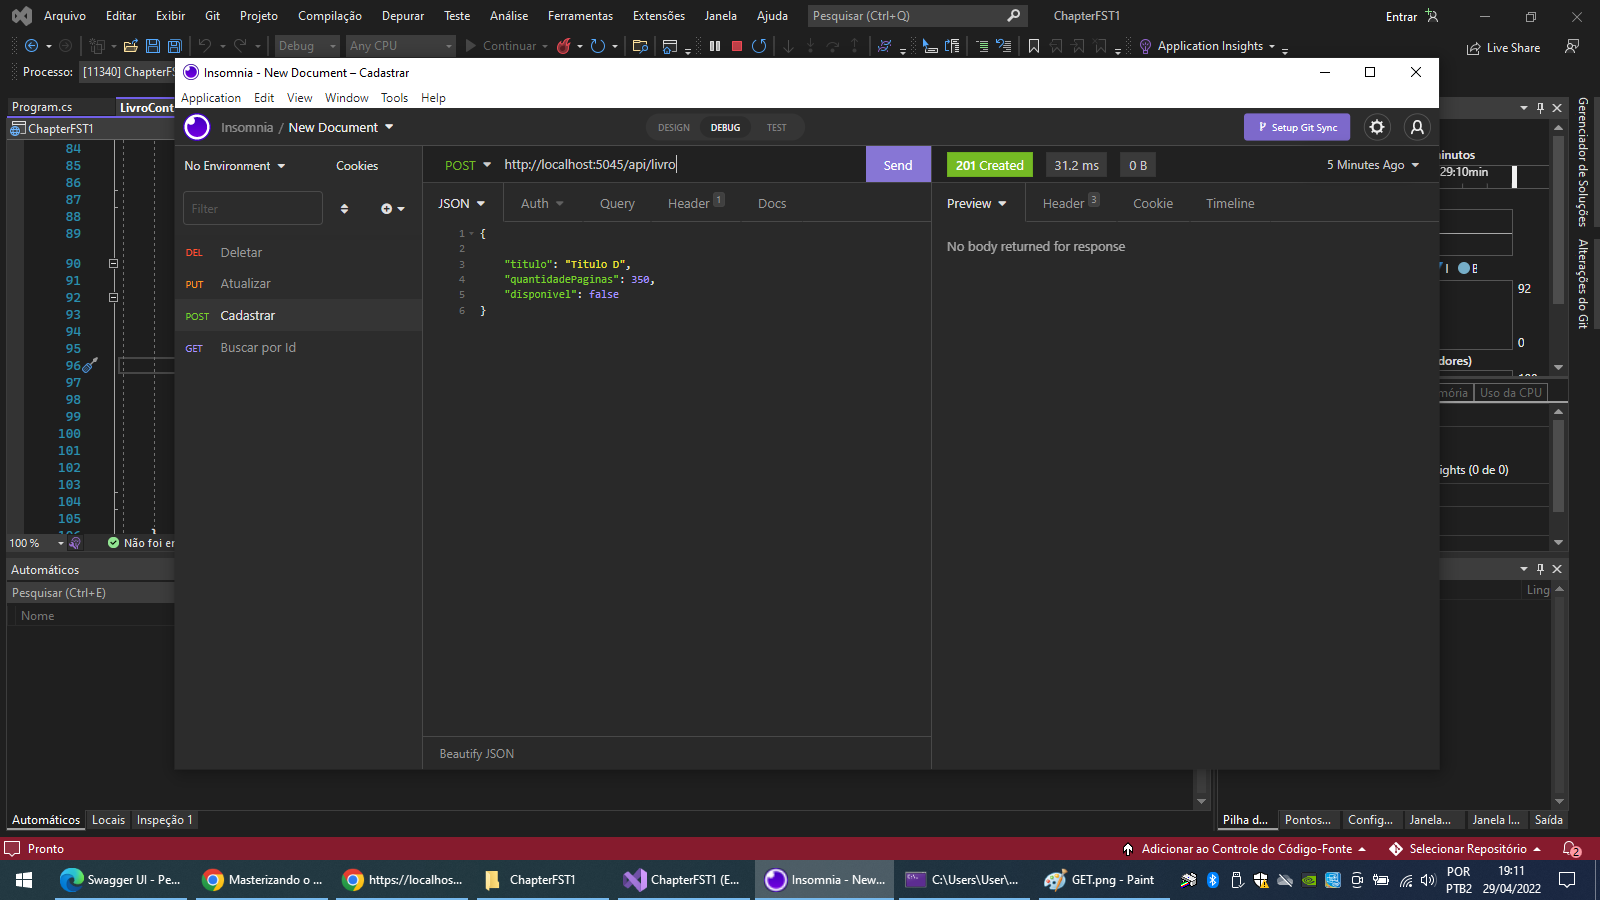 Arquivo Editar Exibir Git Projeto Compilação Depurar Teste Análise Ferramentas Extensões Janela Ajuda Pesquisar (Ctrl+Q) ChapterFST1 Entrar
Debug Any CPU Continuar Application Insights Live Share
Processo: [11340] ChapterFS
Insomnia - New Document – Cadastrar
Application Edit View Window Tools Help
Program.cs LivroCont
ChapterFST1
Insomnia / New Document DESIGN DEBUG TEST Setup Git Sync
No Environment Cookies
POST http://localhost:5045/api/livro Send
201 Created 31.2 ms 0 B 5 Minutes Ago
Filter
JSON Auth Query Header 1 Docs
Preview Header 3 Cookie Timeline
DEL Deletar
PUT Atualizar
POST Cadastrar
GET Buscar por Id
1 {
2
3 "titulo": "Titulo D",
4 "quantidadePaginas": 350,
5 "disponivel": false
6 }
Beautify JSON
No body returned for response
84
85
86
87
88
89
90
91
92
93
94
95
96
97
98
99
100
101
102
103
104
105
100 % Não foi er
inutos
29:10min
92
0
dores)
mória Uso da CPU
ights (0 de 0)
Gerenciador de Soluções
Alterações do Git
Automáticos
Pesquisar (Ctrl+E)
Nome
Ling
Automáticos Locais Inspeção 1
Pilha d... Pontos... Config... Janela... Janela I... Saída
Pronto Adicionar ao Controle do Código-Fonte Selecionar Repositório 2
Swagger UI - Pe... Masterizando o ... https://localhos... ChapterFST1 ChapterFST1 (E... Insomnia - New... C:\Users\User\... GET.png - Paint
POR
PTB2
19:11
29/04/2022